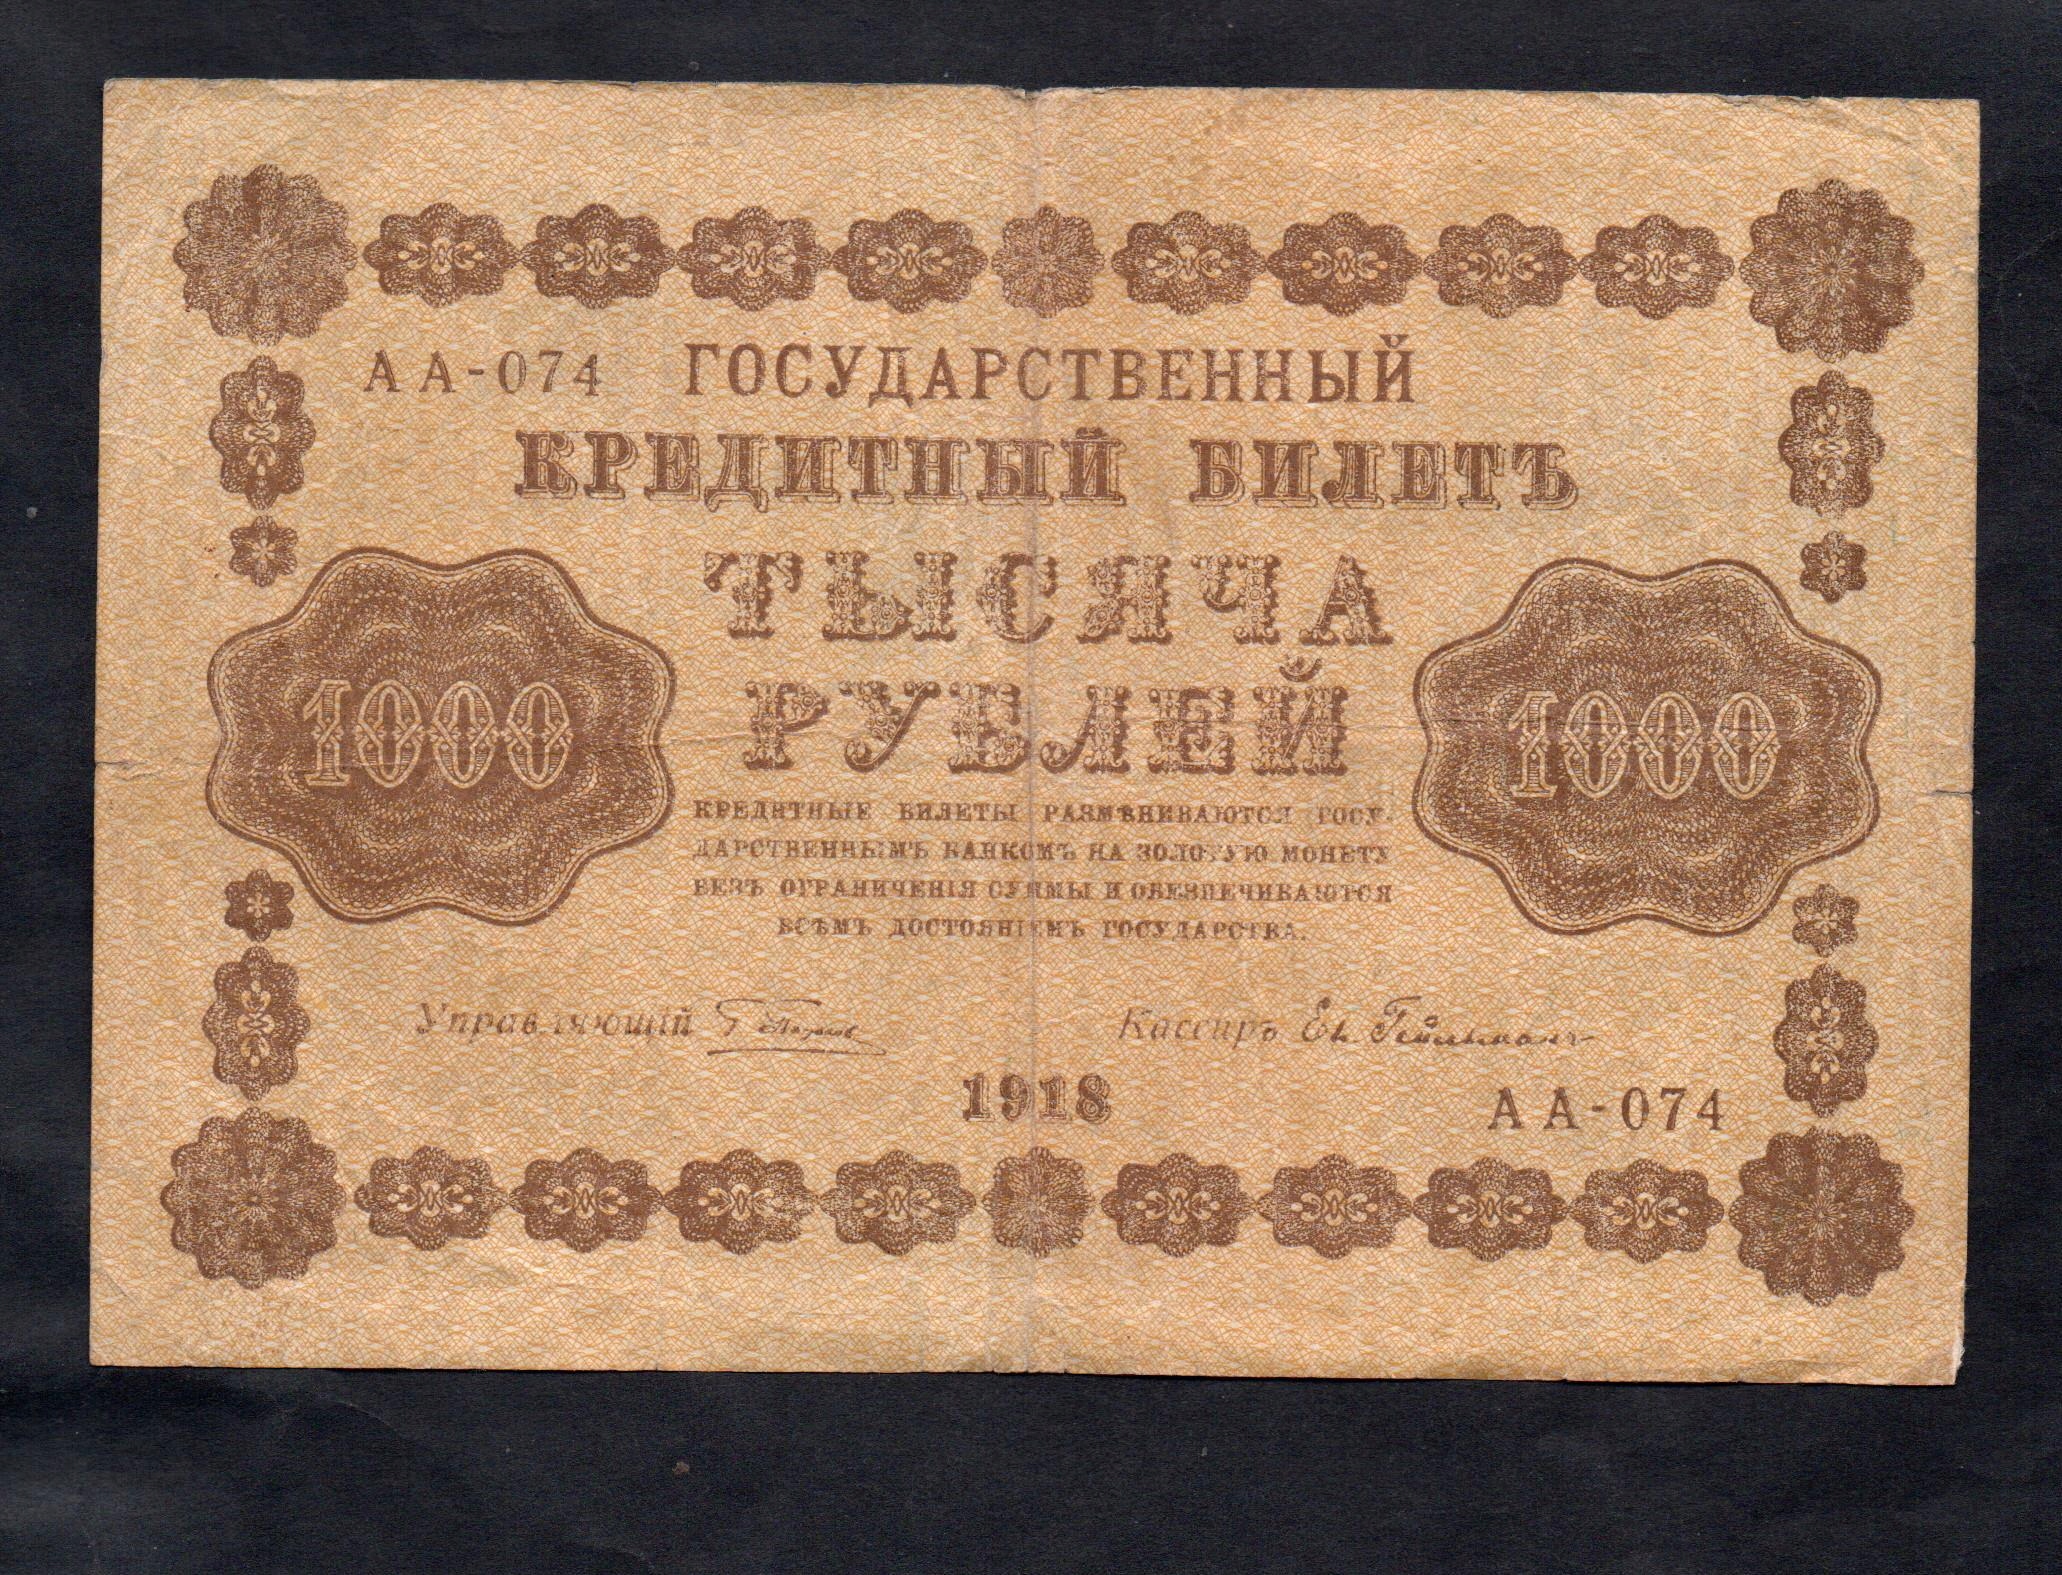 АА-074 ГОСУДАРСТВЕННЫЙ
КРЕДИТНЫЙ БИЛЕТЪ
ТЫСЯЧА
РУБЛЕЙ
1000
1000
КРЕДИТНЫЕ БИЛЕТЫ РАЗМѢНИВАЮТСЯ ГОСУ-
ДАРСТВЕННЫМЪ БАНКОМЪ НА ЗОЛОТУЮ МОНЕТУ
БЕЗЪ ОГРАНИЧЕНІЯ СУММЫ И ОБЕЗПЕЧИВАЮТСЯ
ВСѢМЪ ДОСТОЯНІЕМЪ ГОСУДАРСТВА.
Управляющій Кассиръ
1918
АА-074